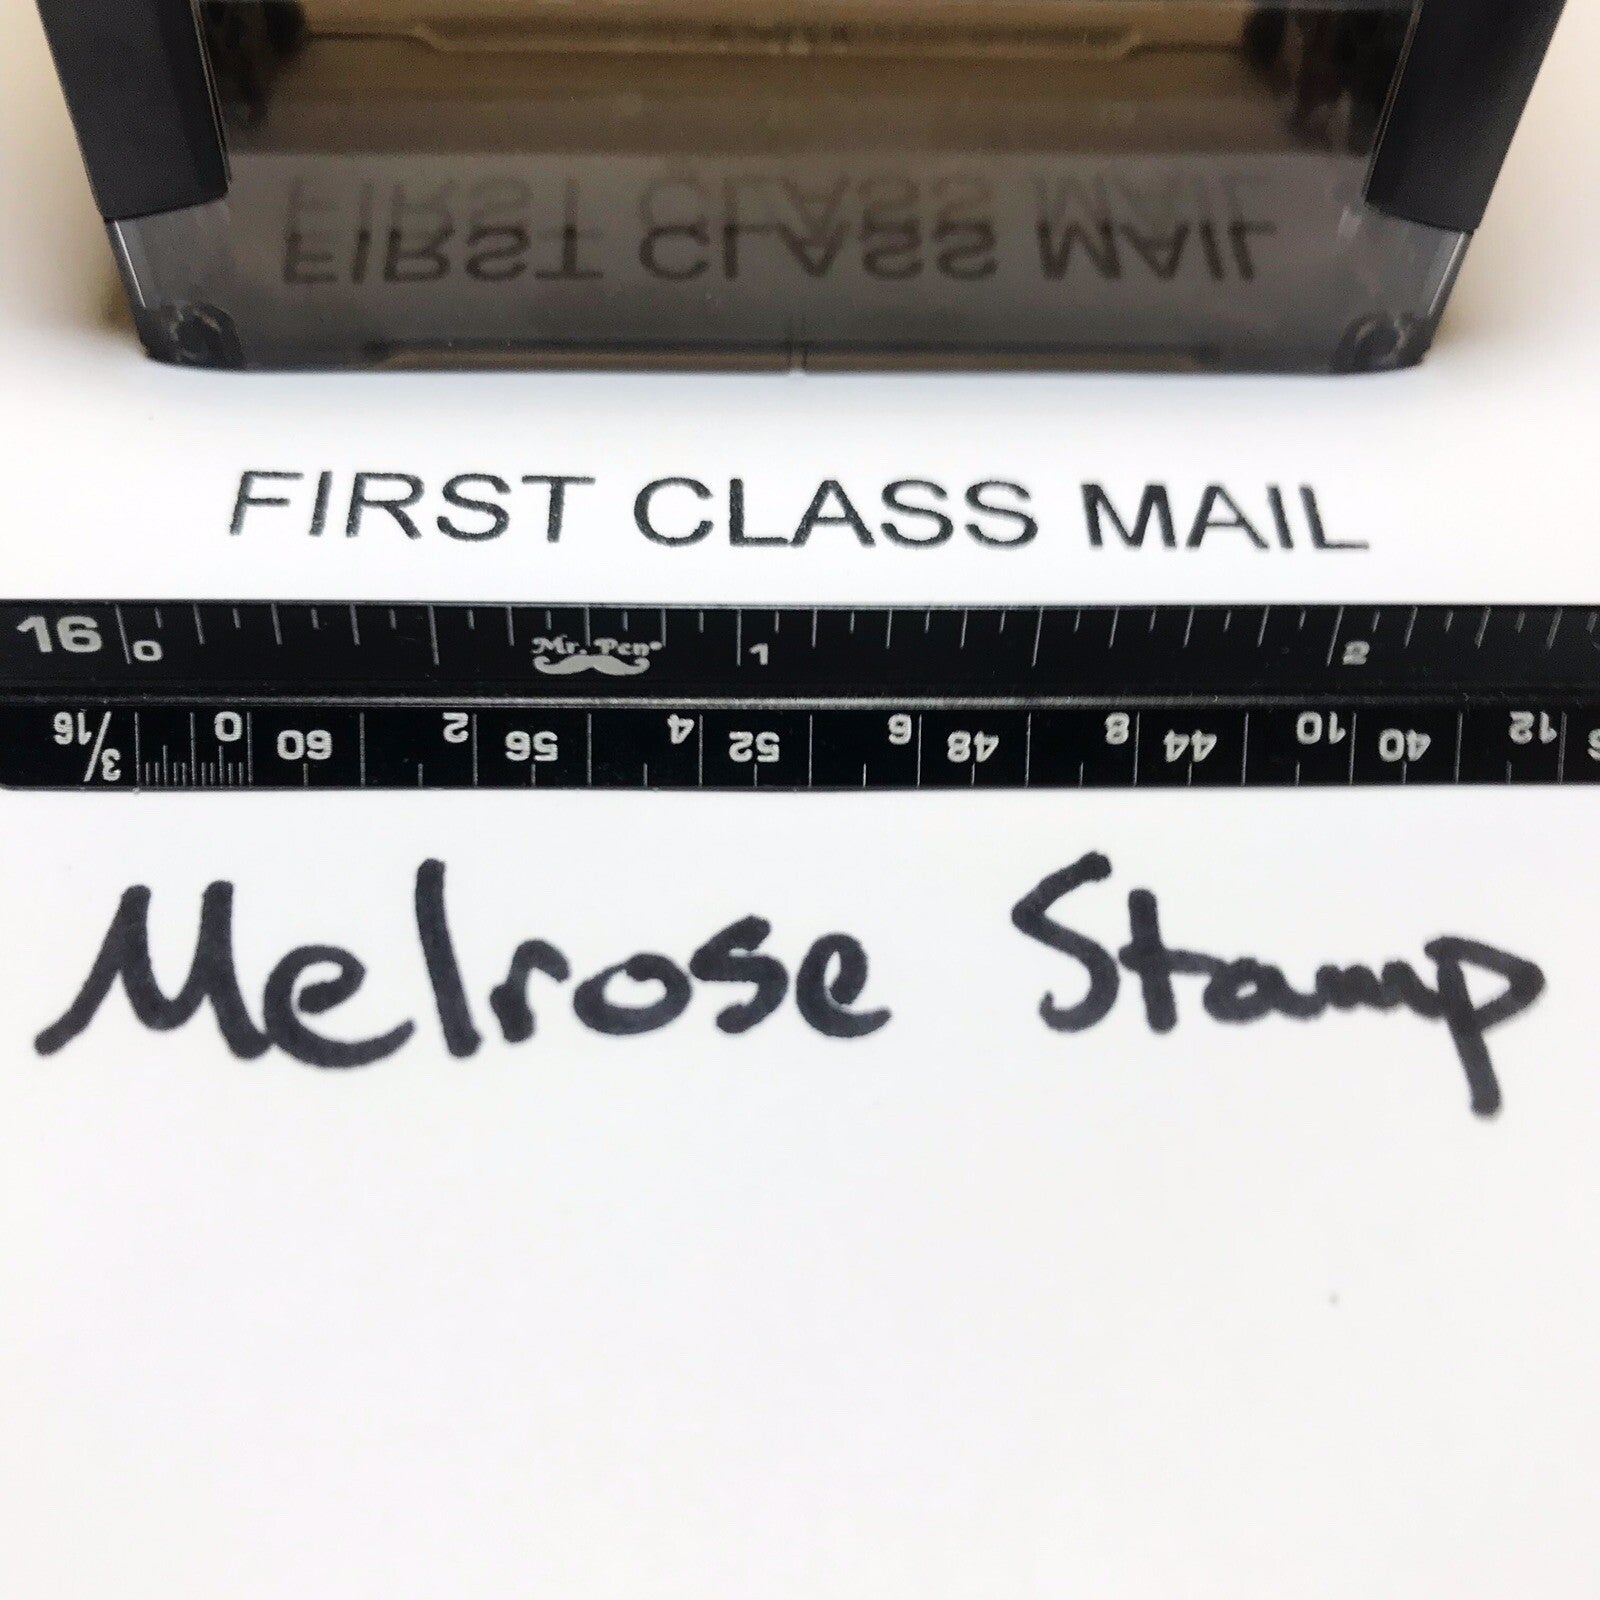 FIRST CLASS MAIL
FIRST CLASS MAIL
16 0 Mr. Pen® 1 2
3/16 0 60 2 56 4 52 6 48 8 44 10 40 12
Melrose Stamp